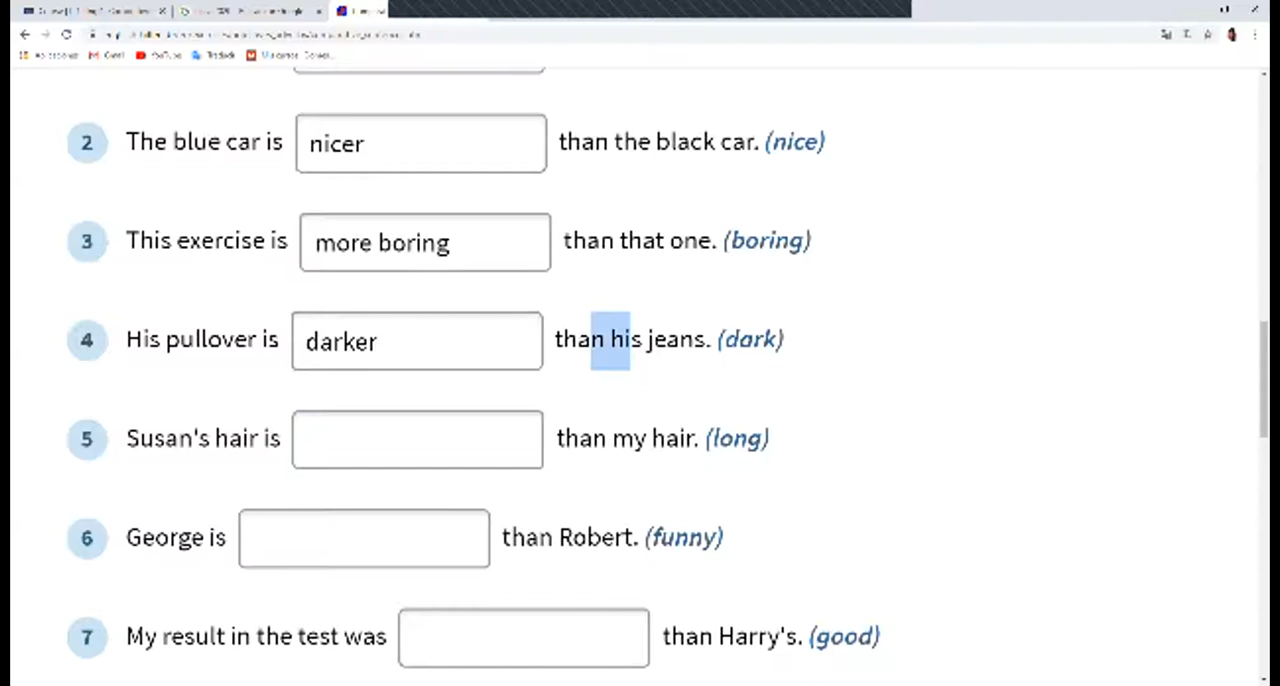 Gmail
YouTube
2 The blue car is nicer than the black car. (nice)
3 This exercise is more boring than that one. (boring)
4 His pullover is darker than his jeans. (dark)
5 Susan's hair is than my hair. (long)
6 George is than Robert. (funny)
7 My result in the test was than Harry's. (good)